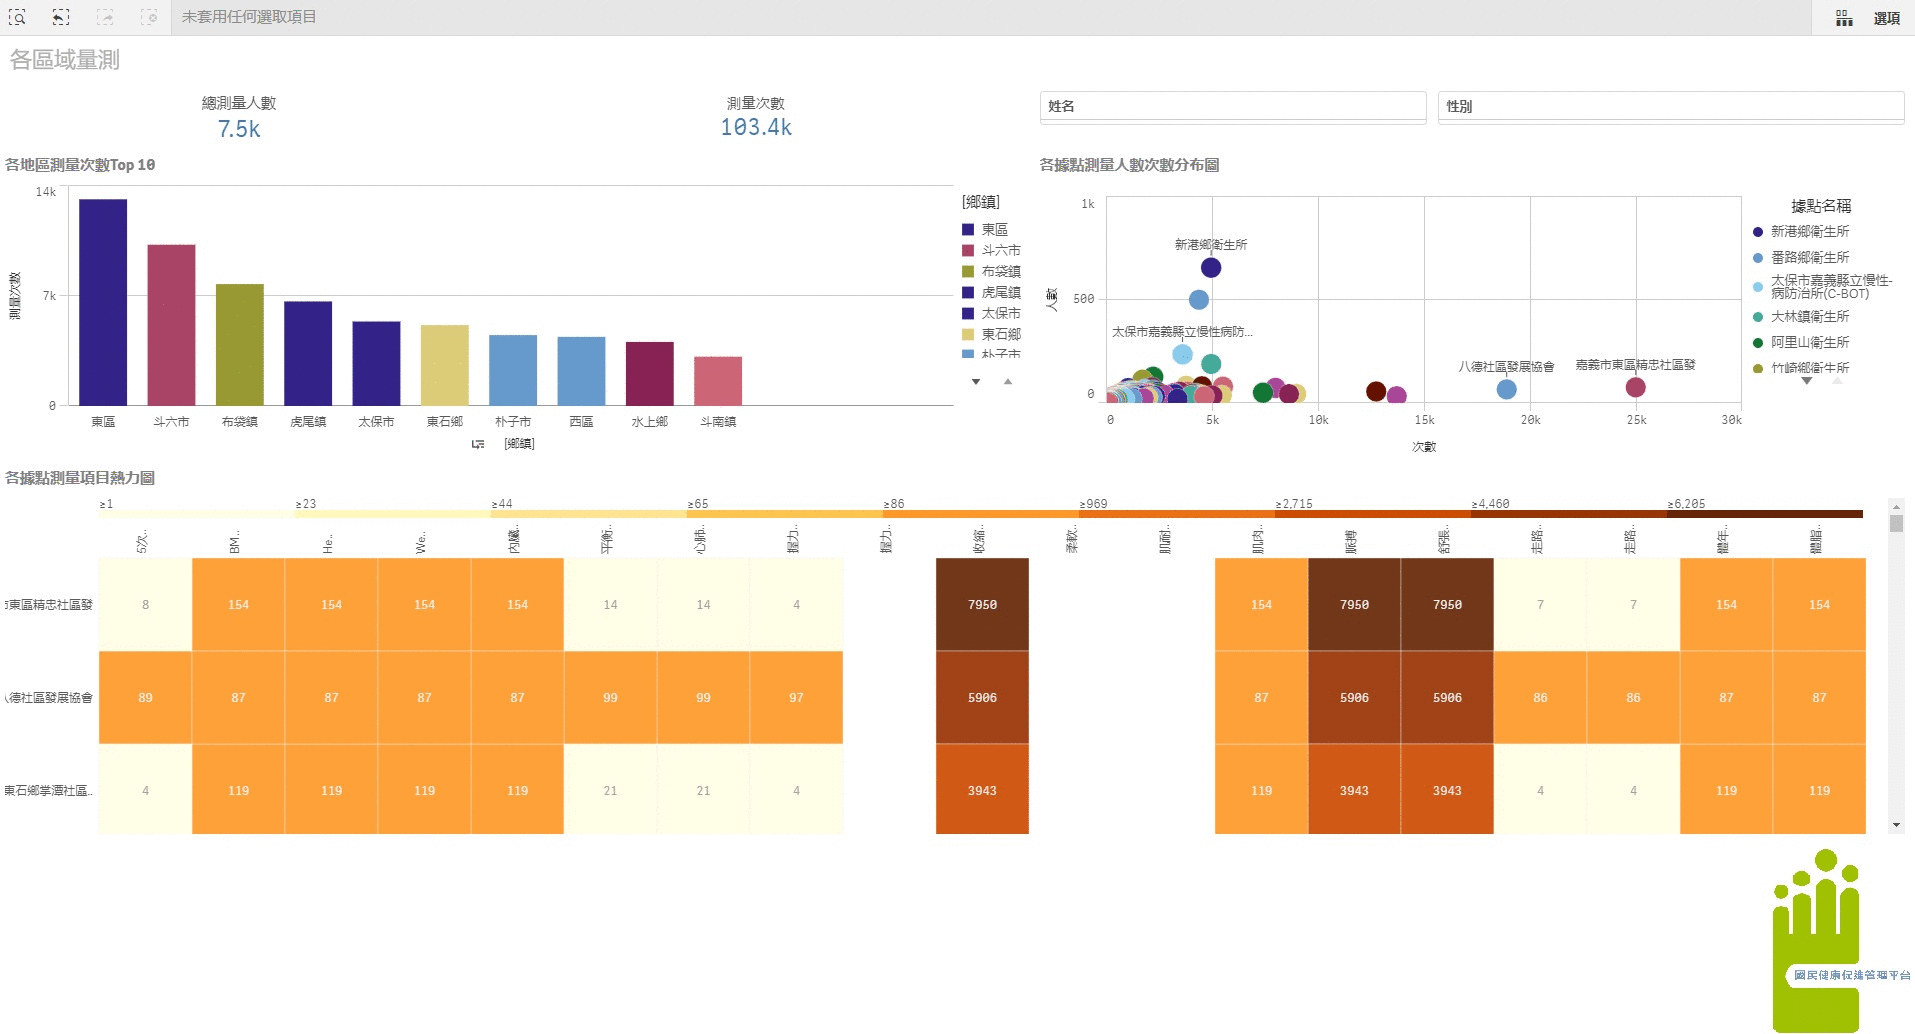 未套用任何選取項目
選項
各區域量測
總測量人數
7.5k
測量次數
103.4k
姓名
性別
各地區測量次數Top 10
14k
7k
0
測量次數
東區
斗六市
布袋鎮
虎尾鎮
太保市
東石鄉
朴子市
西區
水上鄉
斗南鎮
[鄉鎮]
[鄉鎮]
東區
斗六市
布袋鎮
虎尾鎮
太保市
東石鄉
朴子市
各據點測量人數次數分布圖
1k
500
0
人數
新港鄉衛生所
太保市嘉義縣立慢性病防...
八德社區發展協會
嘉義市東區精忠社區發
0
5k
10k
15k
20k
25k
30k
次數
據點名稱
新港鄉衛生所
番路鄉衛生所
太保市嘉義縣立慢性-
病防治所(C-BOT)
大林鎮衛生所
阿里山衛生所
竹崎鄉衛生所
各據點測量項目熱力圖
≥1 ≥23 ≥44 ≥65 ≥86 ≥969 ≥2,715 ≥4,460 ≥6,205
5次.. BM.. He.. We.. 內臟.. 平衡.. 心肺.. 握力.. 握力.. 收縮.. 柔軟.. 肌耐.. 肌肉.. 脈搏 舒張.. 走路.. 走路.. 體年.. 體脂..
市東區精忠社區發 8 154 154 154 154 14 14 4 7950 154 7950 7950 7 7 154 154
八德社區發展協會 89 87 87 87 87 99 99 97 5906 87 5906 5906 86 86 87 87
東石鄉掌潭社區.. 4 119 119 119 119 21 21 4 3943 119 3943 3943 4 4 119 119
國民健康促進管理平台